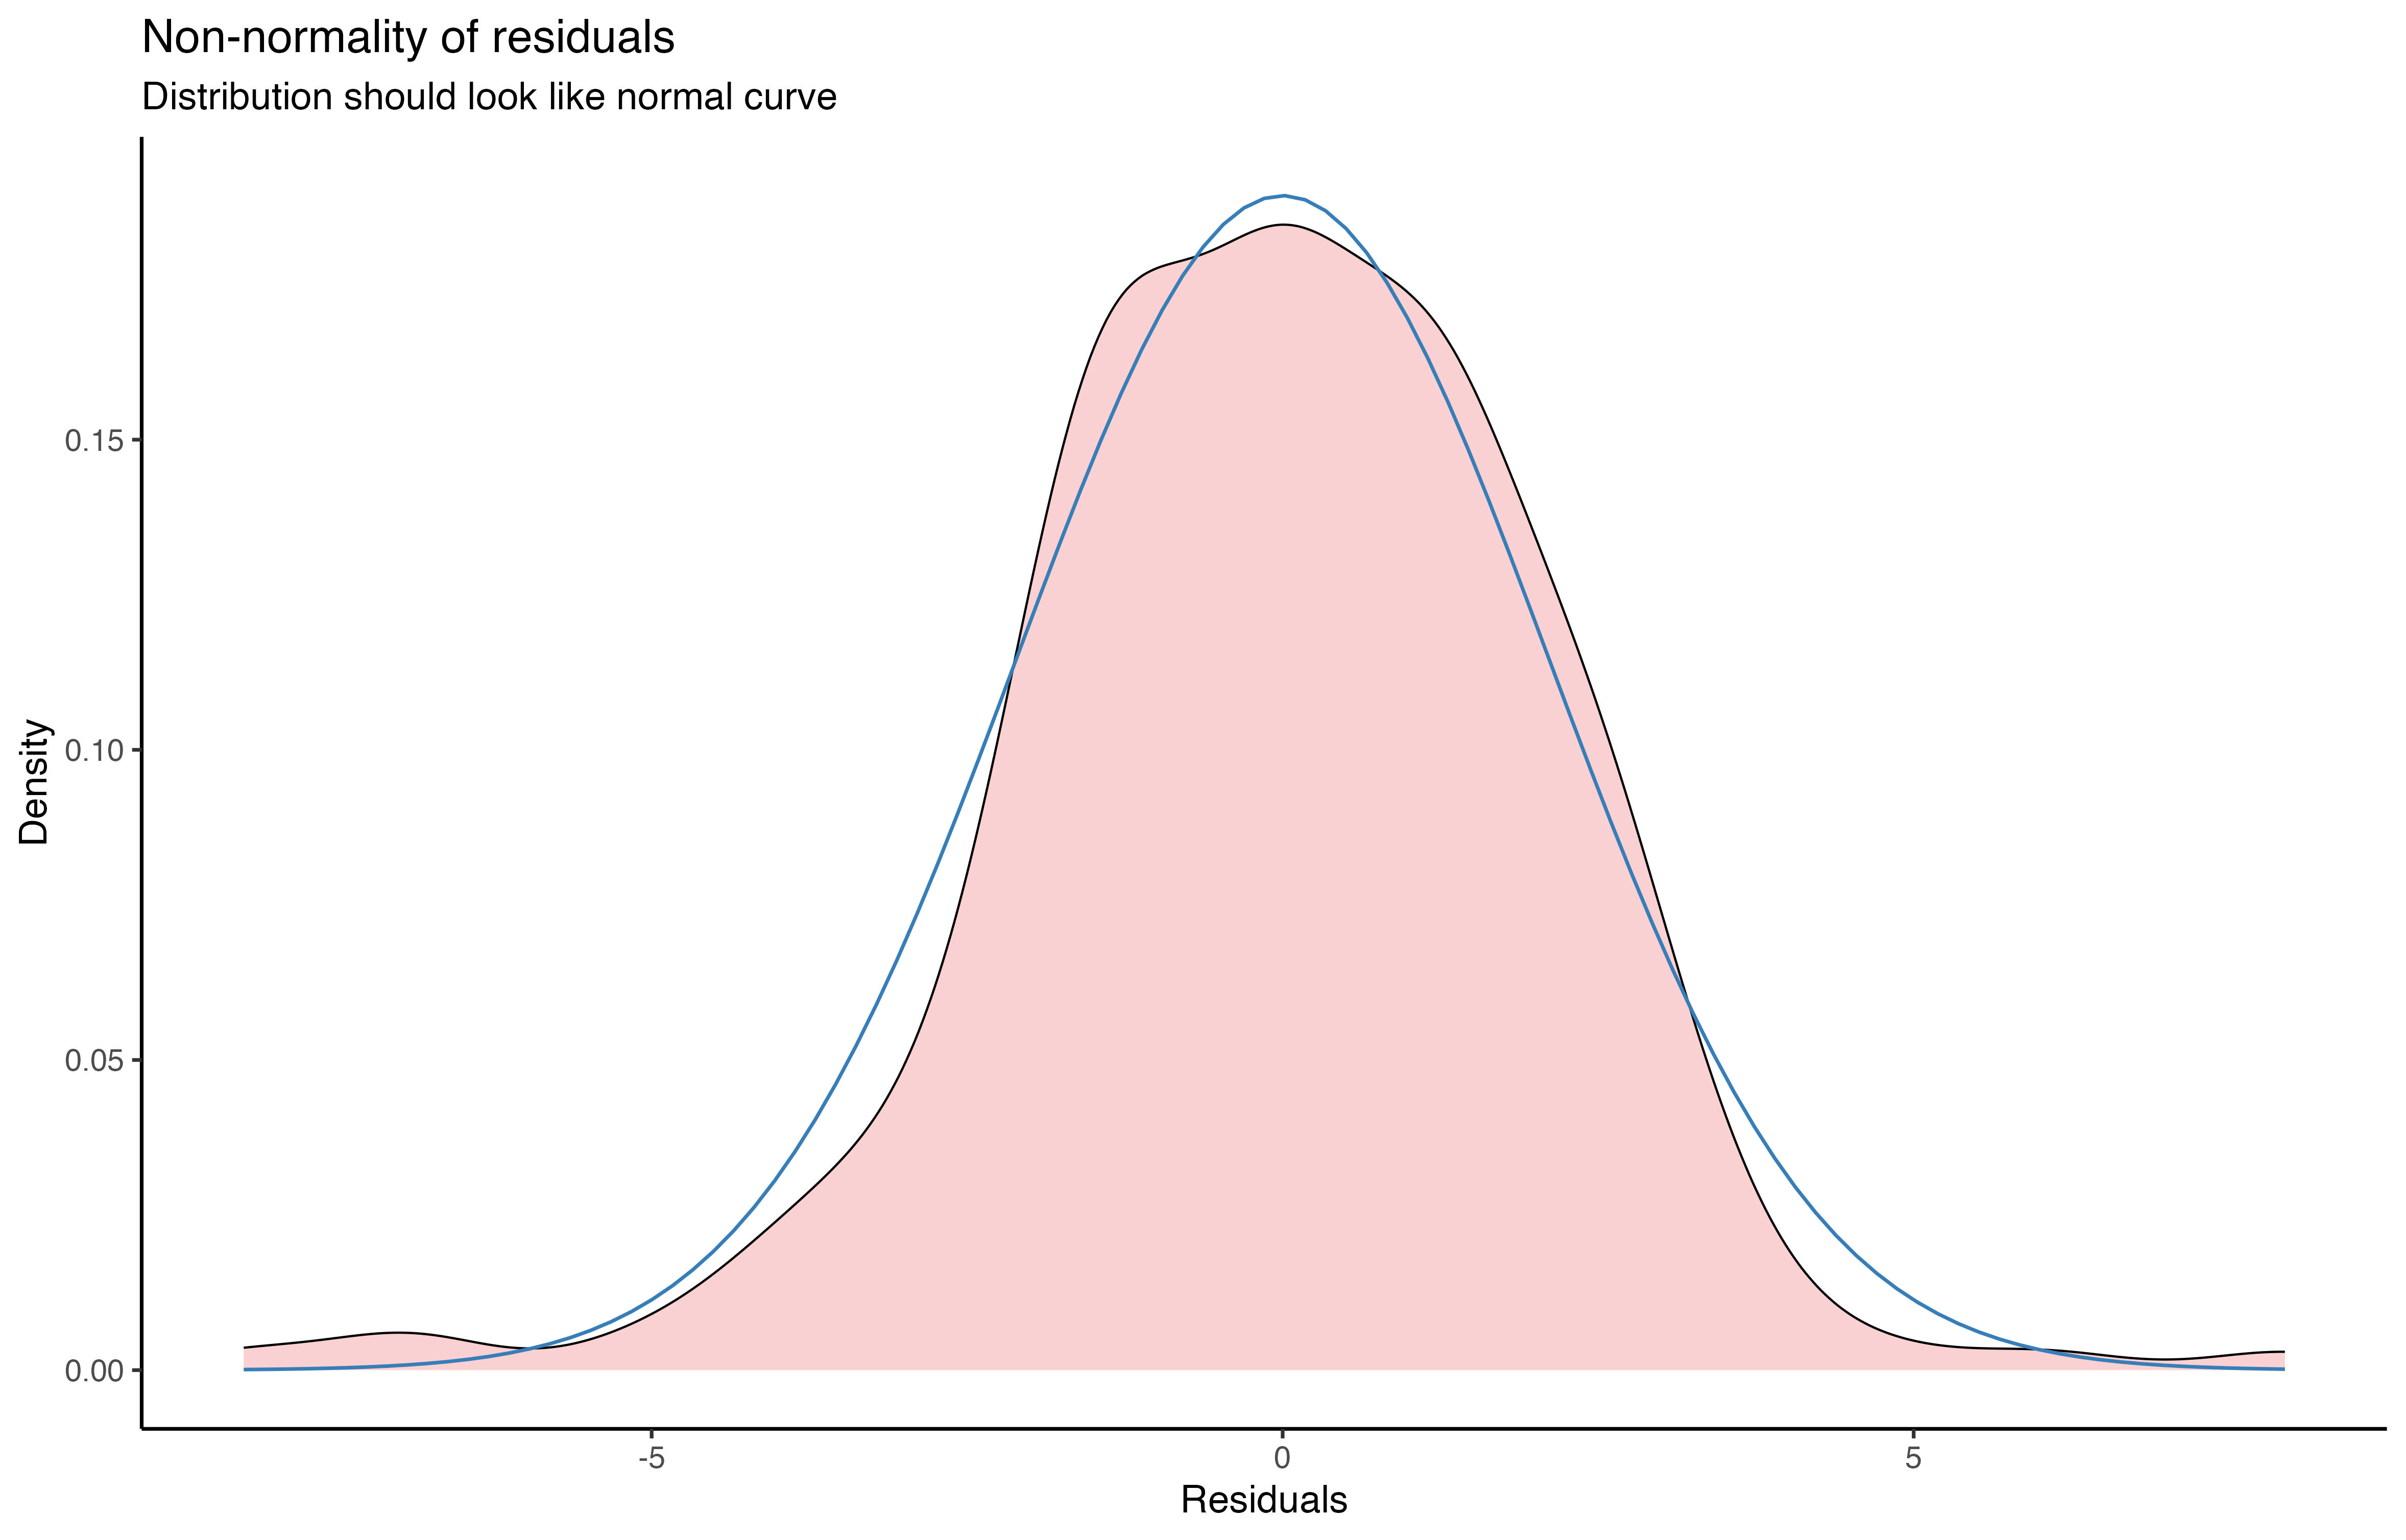 Non-normality of residuals
Distribution should look like normal curve
Density
0.15
0.10
0.05
0.00
-5
0
5
Residuals